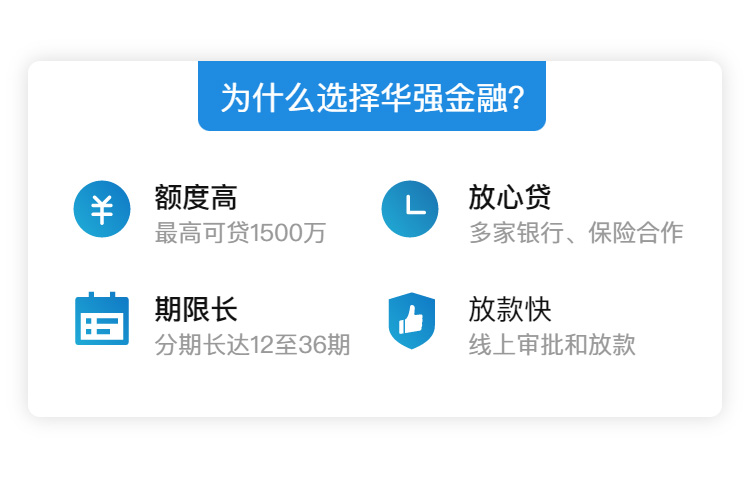 为什么选择华强金融?
额度高
最高可贷1500万
放心贷
多家银行、保险合作
期限长
分期长达12至36期
放款快
线上审批和放款